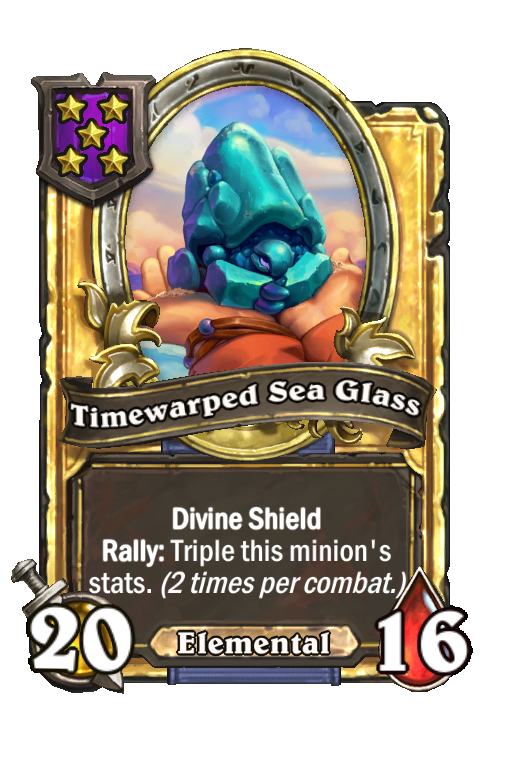 Timewarped Sea Glass
Divine Shield
Rally: Triple this minion's
stats. (2 times per combat.)
20
Elemental
16